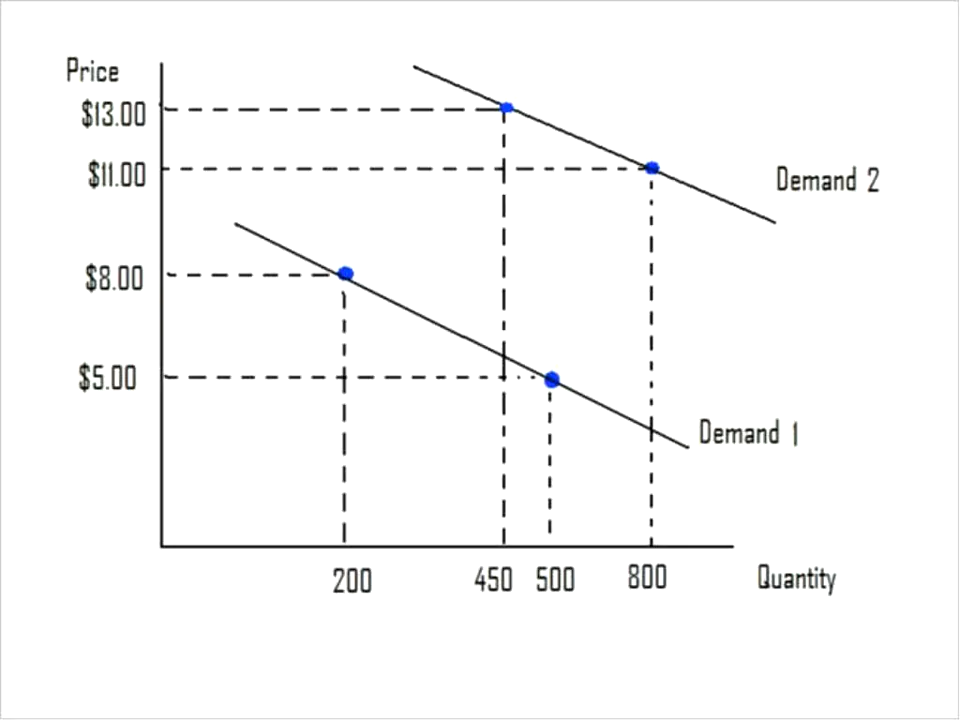 Price
$13.00
$11.00
Demand 2
$8.00
$5.00
Demand 1
200 450 500 800 Quantity